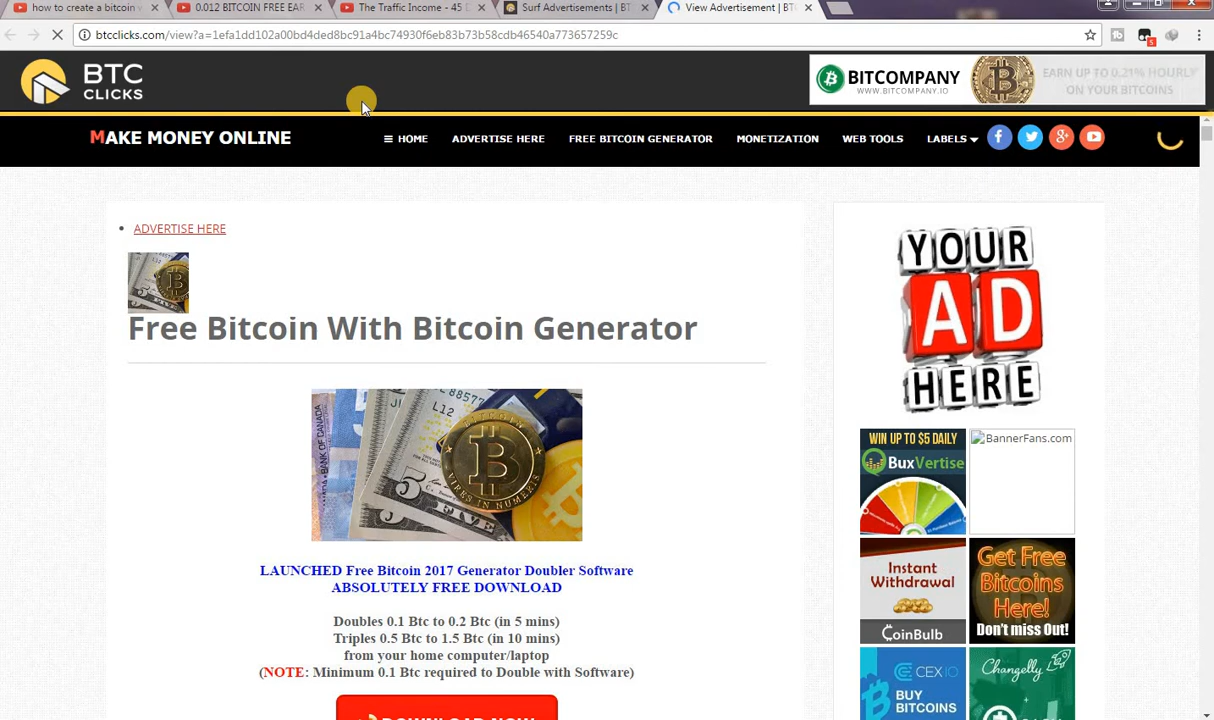 how to create a bitcoin w
0.012 BITCOIN FREE EAR
The Traffic Income - 45 D
Surf Advertisements | BT
View Advertisement | BT
btcclicks.com/view?a=1efa1dd102a00bd4ded8bc91a4bc74930f6eb83b73b58cdb46540a773657259c
5
BTC
CLICKS
BITCOMPANY
WWW.BITCOMPANY.IO
EARN UP TO 0.21% HOURLY
ON YOUR BITCOINS
MAKE MONEY ONLINE
HOME
ADVERTISE HERE
FREE BITCOIN GENERATOR
MONETIZATION
WEB TOOLS
LABELS
ADVERTISE HERE
Free Bitcoin With Bitcoin Generator
LAUNCHED Free Bitcoin 2017 Generator Doubler Software
ABSOLUTELY FREE DOWNLOAD
Doubles 0.1 Btc to 0.2 Btc (in 5 mins)
Triples 0.5 Btc to 1.5 Btc (in 10 mins)
from your home computer/laptop
(NOTE: Minimum 0.1 Btc required to Double with Software)
DOWNLOAD NOW!
YOUR
AD
HERE
WIN UP TO $5 DAILY
BuxVertise
BannerFans.com
Instant
Withdrawal
CoinBulb
Get Free
Bitcoins
Here!
Don't miss Out!
CEX.IO
BUY
BITCOINS
Changelly